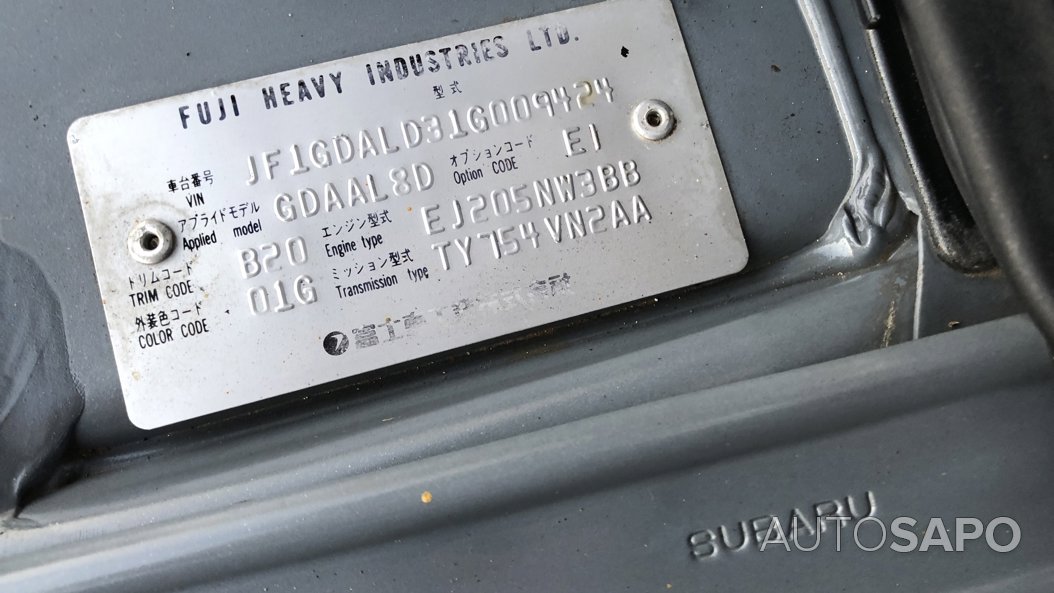 FUJI HEAVY INDUSTRIES LTD.
型式
車台番号 JF1GDALD31G009424
VIN
アプライドモデル GDAAL8D オプションコード EI
Applied model Option CODE
トリムコード B20 エンジン型式 EJ205NW3BB
TRIM CODE Engine type
外装色コード 01G ミッション型式 TY754VN2AA
COLOR CODE Transmission type
SUBARU
AUTOSAPO